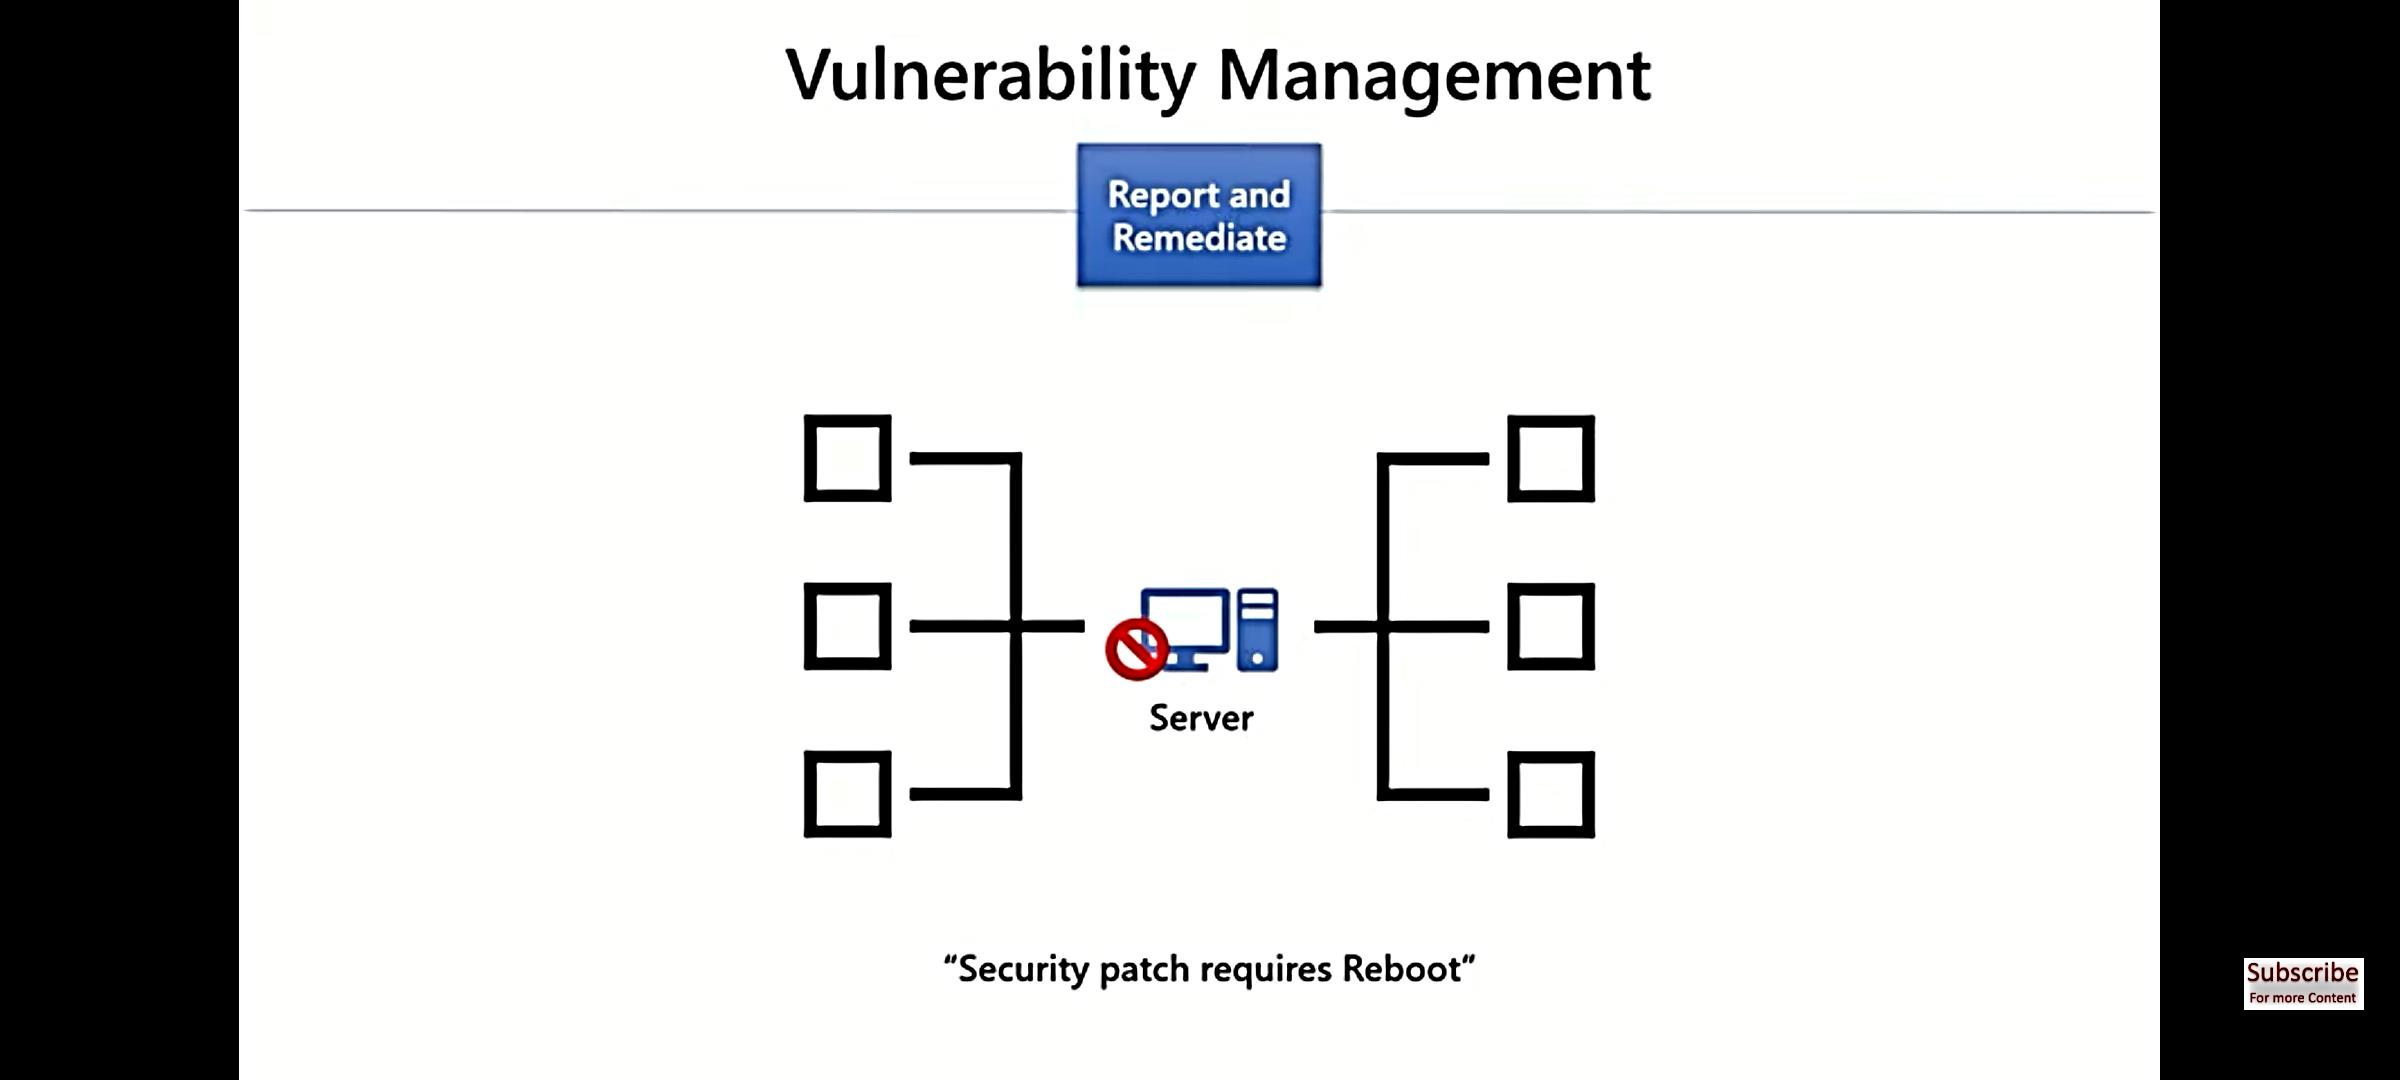 Vulnerability Management
Report and
Remediate
Server
“Security patch requires Reboot”
Subscribe
For more Content